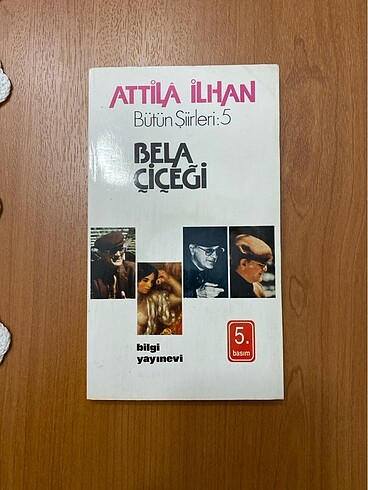 ATTİLÂ İLHAN
Bütün Şiirleri:5
BELA
ÇİÇEĞİ
bilgi
yayınevi
5.
basım